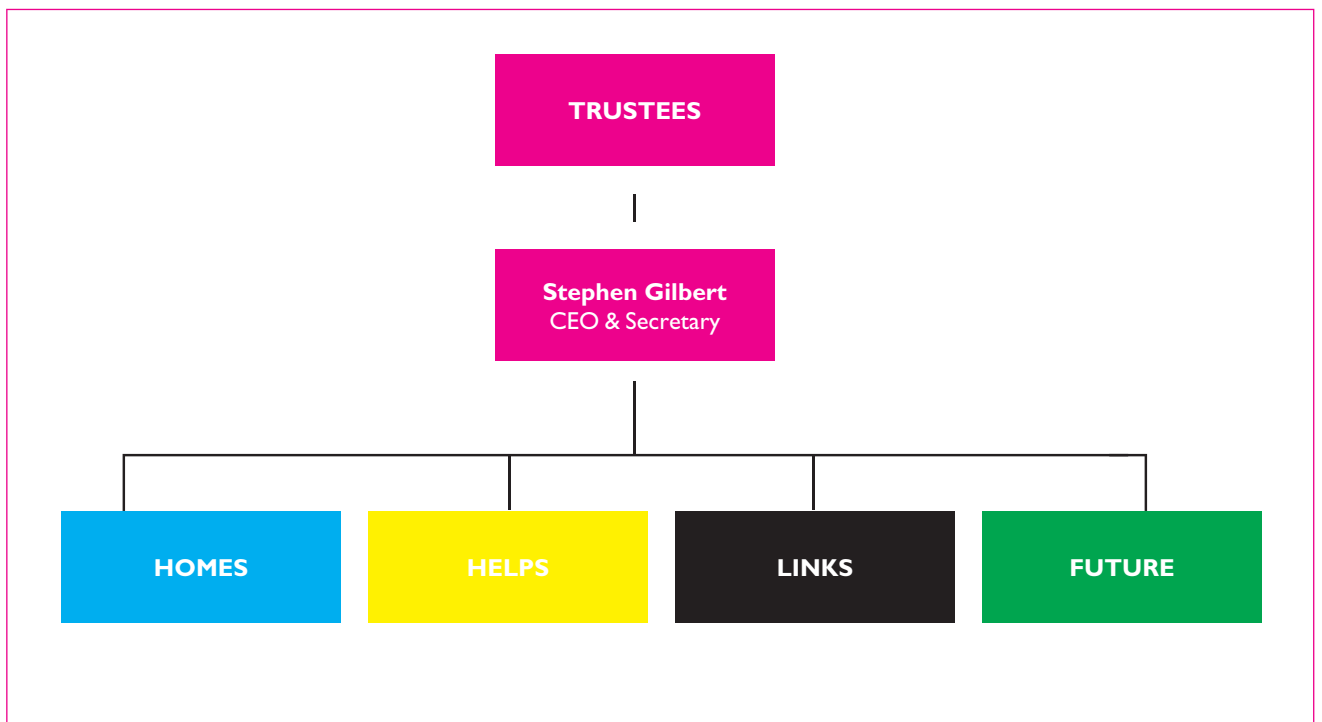 TRUSTEES
Stephen Gilbert
CEO & Secretary
HOMES
HELPS
LINKS
FUTURE